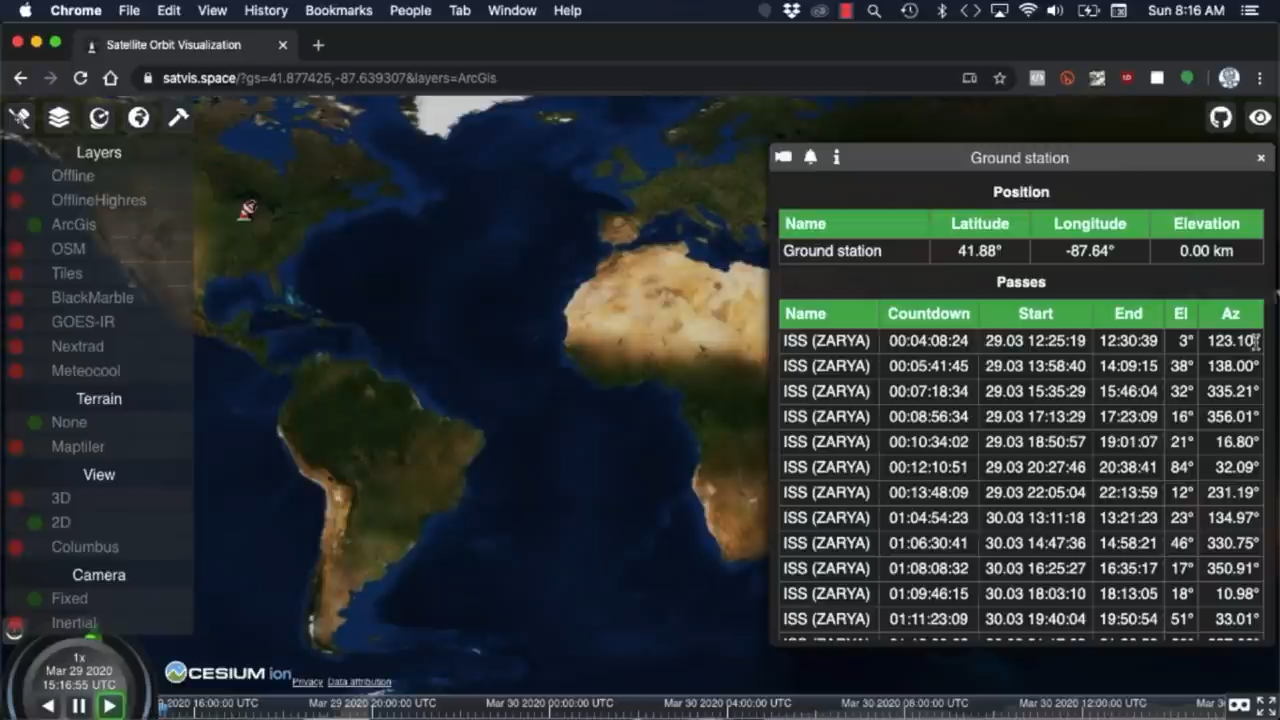 Chrome File Edit View History Bookmarks People Tab Window Help Sun 8:16 AM
Satellite Orbit Visualization
satvis.space/?gs=41.877425,-87.639307&layers=ArcGis
Layers
Offline
OfflineHighres
ArcGis
OSM
Tiles
BlackMarble
GOES-IR
Nextrad
Meteocool
Terrain
None
Maptiler
View
3D
2D
Columbus
Camera
Fixed
Inertial
Ground station
Position
Name Latitude Longitude Elevation
Ground station 41.88° -87.64° 0.00 km
Passes
Name Countdown Start End El Az
ISS (ZARYA) 00:04:08:24 29.03 12:25:19 12:30:39 3° 123.10°
ISS (ZARYA) 00:05:41:45 29.03 13:58:40 14:09:15 38° 138.00°
ISS (ZARYA) 00:07:18:34 29.03 15:35:29 15:46:04 32° 335.21°
ISS (ZARYA) 00:08:56:34 29.03 17:13:29 17:23:09 16° 356.01°
ISS (ZARYA) 00:10:34:02 29.03 18:50:57 19:01:07 21° 16.80°
ISS (ZARYA) 00:12:10:51 29.03 20:27:46 20:38:41 84° 32.09°
ISS (ZARYA) 00:13:48:09 29.03 22:05:04 22:13:59 12° 231.19°
ISS (ZARYA) 01:04:54:23 30.03 13:11:18 13:21:23 23° 134.97°
ISS (ZARYA) 01:06:30:41 30.03 14:47:36 14:58:21 46° 330.75°
ISS (ZARYA) 01:08:08:32 30.03 16:25:27 16:35:17 17° 350.91°
ISS (ZARYA) 01:09:46:15 30.03 18:03:10 18:13:05 18° 10.98°
ISS (ZARYA) 01:11:23:09 30.03 19:40:04 19:50:54 51° 33.01°
1x
Mar 29 2020
15:16:55 UTC
CESIUM ion Privacy Data attribution
2020 16:00:00 UTC Mar 29 2020 20:00:00 UTC Mar 30 2020 00:00:00 UTC Mar 30 2020 04:00:00 UTC Mar 30 2020 08:00:00 UTC Mar 30 2020 12:00:00 UTC